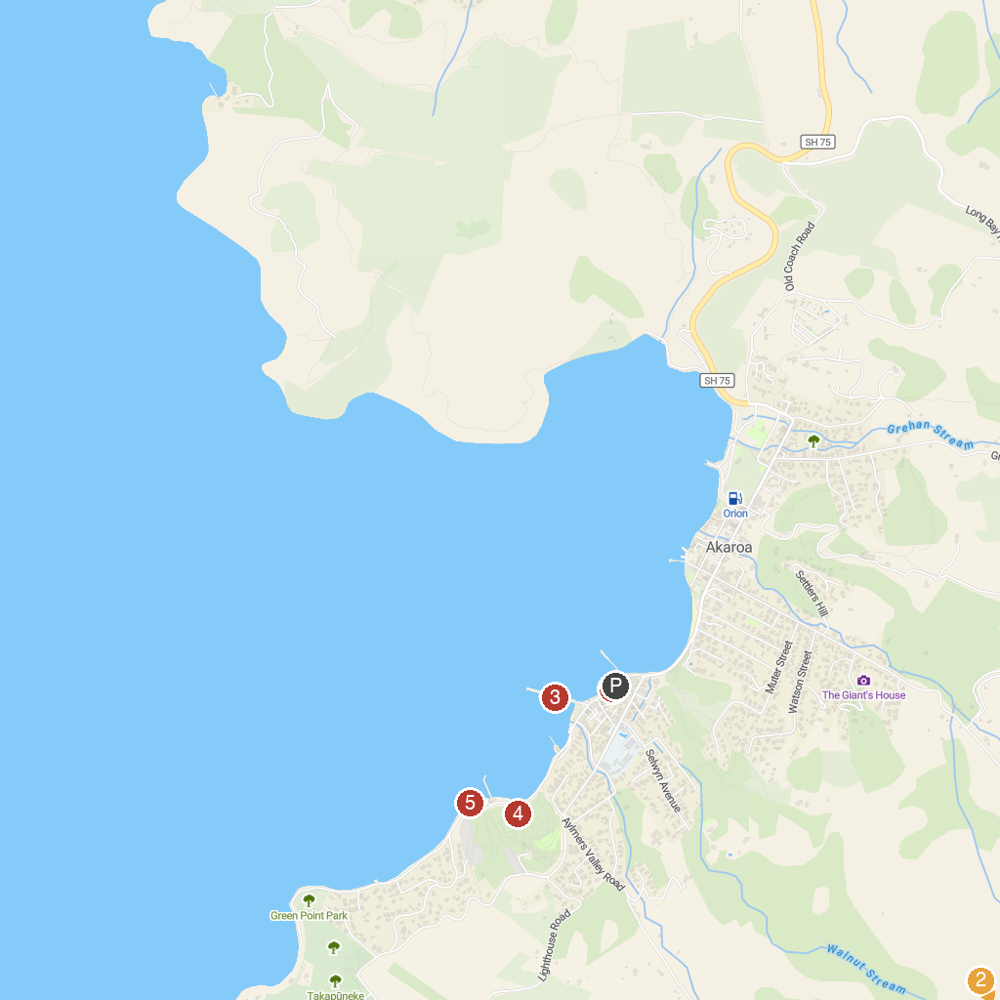 SH 75
Long Bay
Old Coach Road
SH 75
Grehan Stream
Orion
Akaroa
Settlers Hill
Muter Street
Watson Street
The Giant's House
P
3
Selwyn Avenue
5
4
Aylmers Valley Road
Green Point Park
Lighthouse Road
Walnut Stream
2
Takapūneke